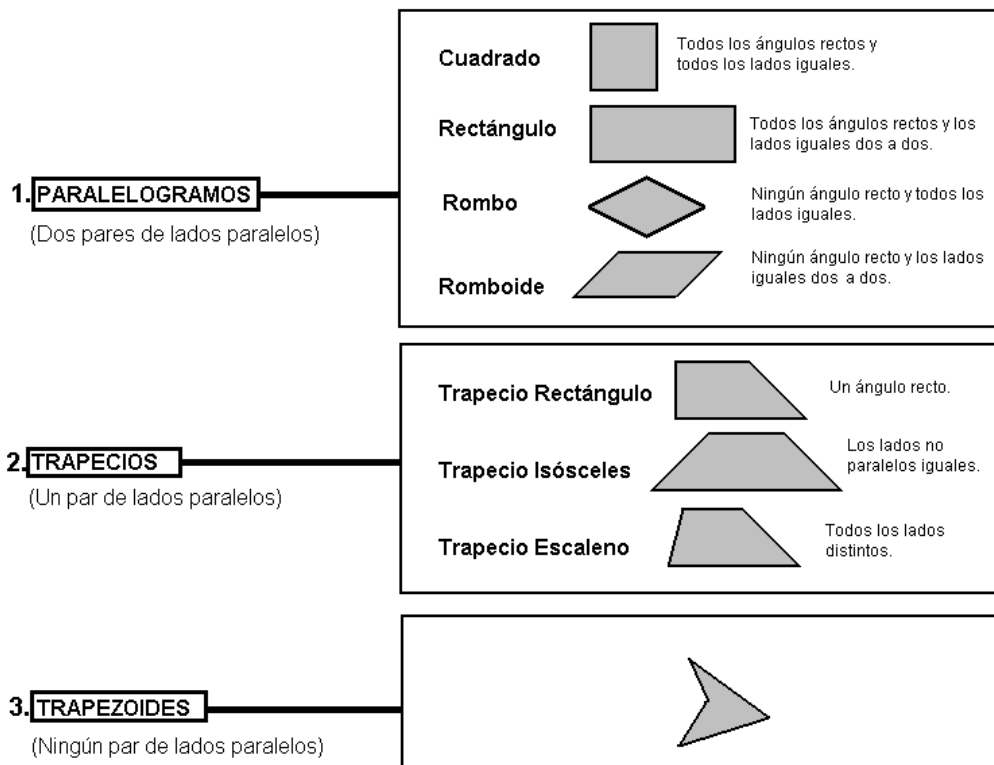 1. PARALELOGRAMOS
(Dos pares de lados paralelos)
Cuadrado
Todos los ángulos rectos y
todos los lados iguales.
Rectángulo
Todos los ángulos rectos y los
lados iguales dos a dos.
Rombo
Ningún ángulo recto y todos los
lados iguales.
Romboide
Ningún ángulo recto y los lados
iguales dos a dos.
2. TRAPECIOS
(Un par de lados paralelos)
Trapecio Rectángulo
Un ángulo recto.
Trapecio Isósceles
Los lados no
paralelos iguales.
Trapecio Escaleno
Todos los lados
distintos.
3. TRAPEZOIDES
(Ningún par de lados paralelos)